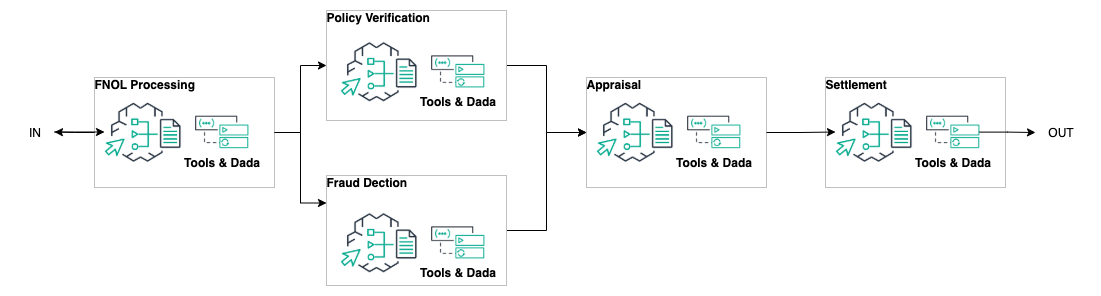 IN
FNOL Processing
Tools & Dada
Policy Verification
(•••)
Tools & Dada
Fraud Dection
(•••)
Tools & Dada
Appraisal
(•••)
Tools & Dada
Settlement
(•••)
Tools & Dada
OUT